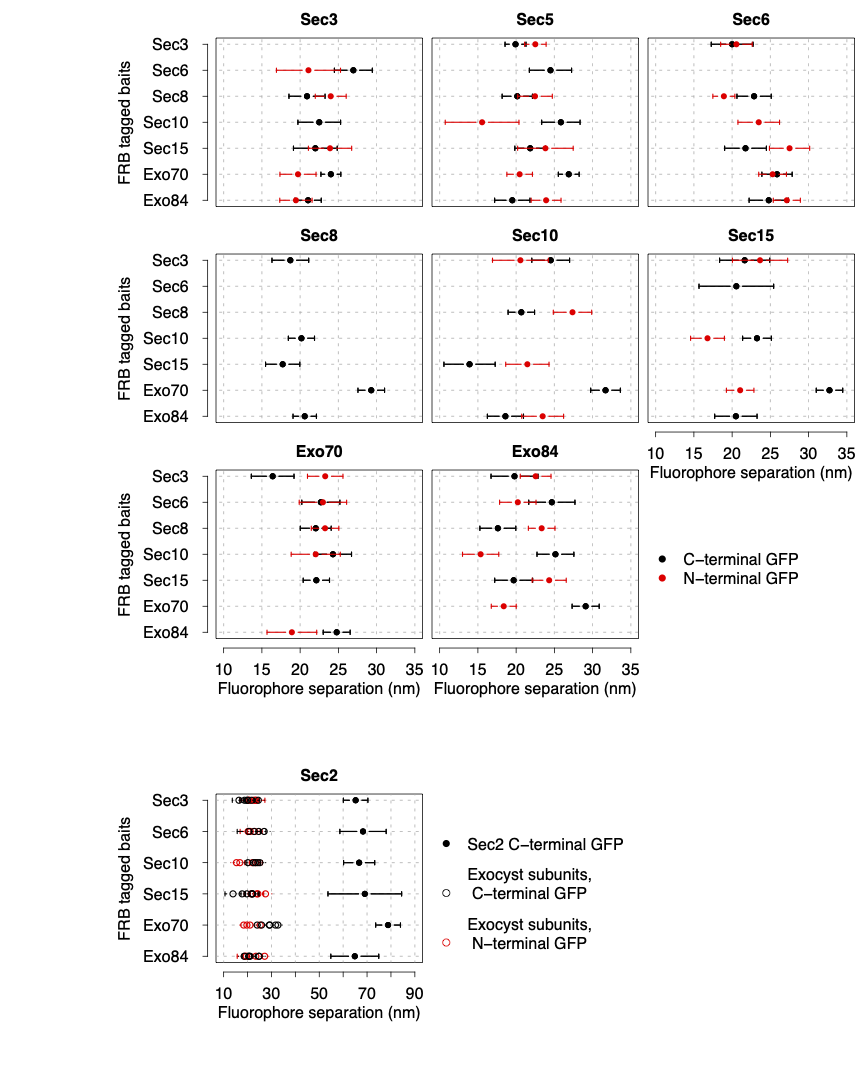 Sec3 Sec5 Sec6
FRB tagged baits
Sec3
Sec6
Sec8
Sec10
Sec15
Exo70
Exo84
Sec8 Sec10 Sec15
FRB tagged baits
Sec3
Sec6
Sec8
Sec10
Sec15
Exo70
Exo84
10 15 20 25 30 35
Fluorophore separation (nm)
Exo70 Exo84
FRB tagged baits
Sec3
Sec6
Sec8
Sec10
Sec15
Exo70
Exo84
10 15 20 25 30 35 10 15 20 25 30 35
Fluorophore separation (nm) Fluorophore separation (nm)
C−terminal GFP
N−terminal GFP
Sec2
FRB tagged baits
Sec3
Sec6
Sec10
Sec15
Exo70
Exo84
10 30 50 70 90
Fluorophore separation (nm)
Sec2 C−terminal GFP
Exocyst subunits,
C−terminal GFP
Exocyst subunits,
N−terminal GFP